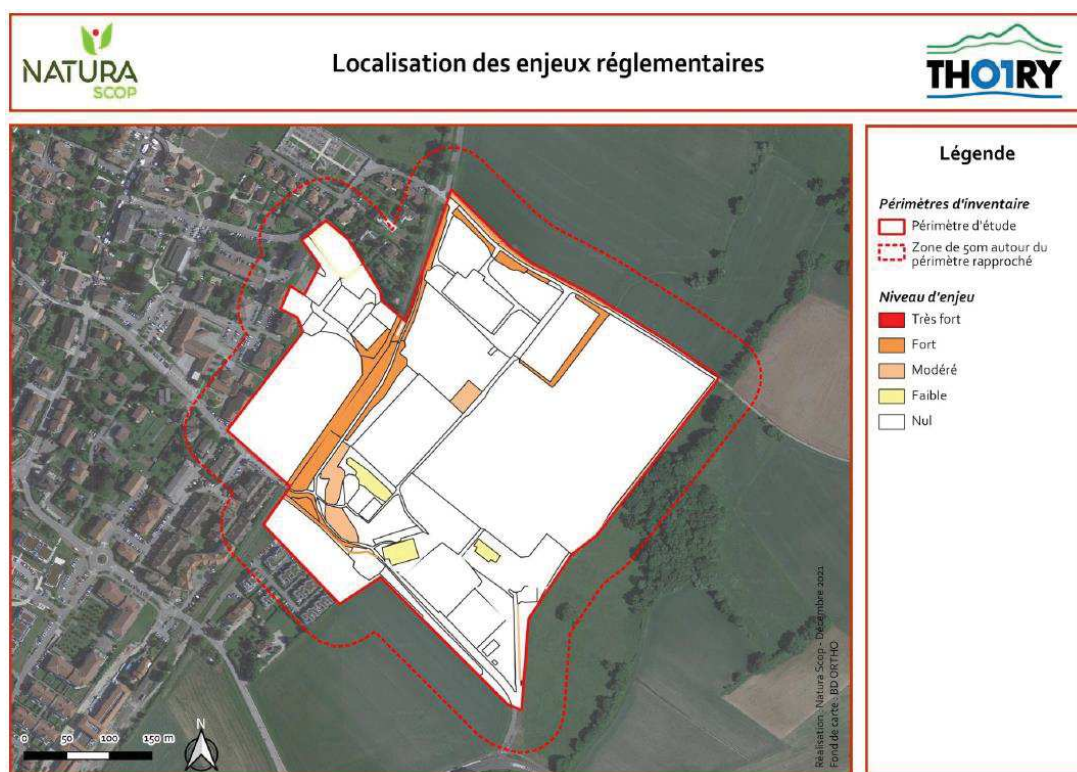 NATURA
SCOP
Localisation des enjeux réglementaires
THO1RY
Légende
Périmètres d'inventaire
Périmètre d'étude
Zone de 50m autour du
périmètre rapproché
Niveau d'enjeu
Très fort
Fort
Modéré
Faible
Nul
Réalisation : Natura Scop - Décembre 2021
Fond de carte : BD ORTHO
N
0 50 100 150 m